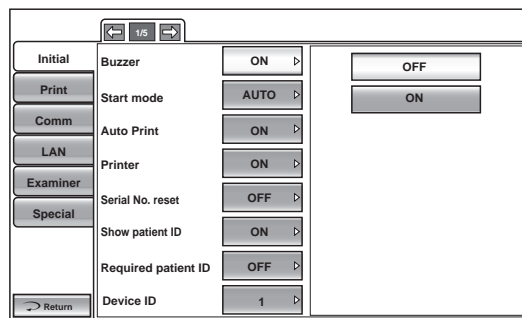 1/5
Initial
Print
Comm
LAN
Examiner
Special
Return
Buzzer ON
Start mode AUTO
Auto Print ON
Printer ON
Serial No. reset OFF
Show patient ID ON
Required patient ID OFF
Device ID 1
OFF
ON